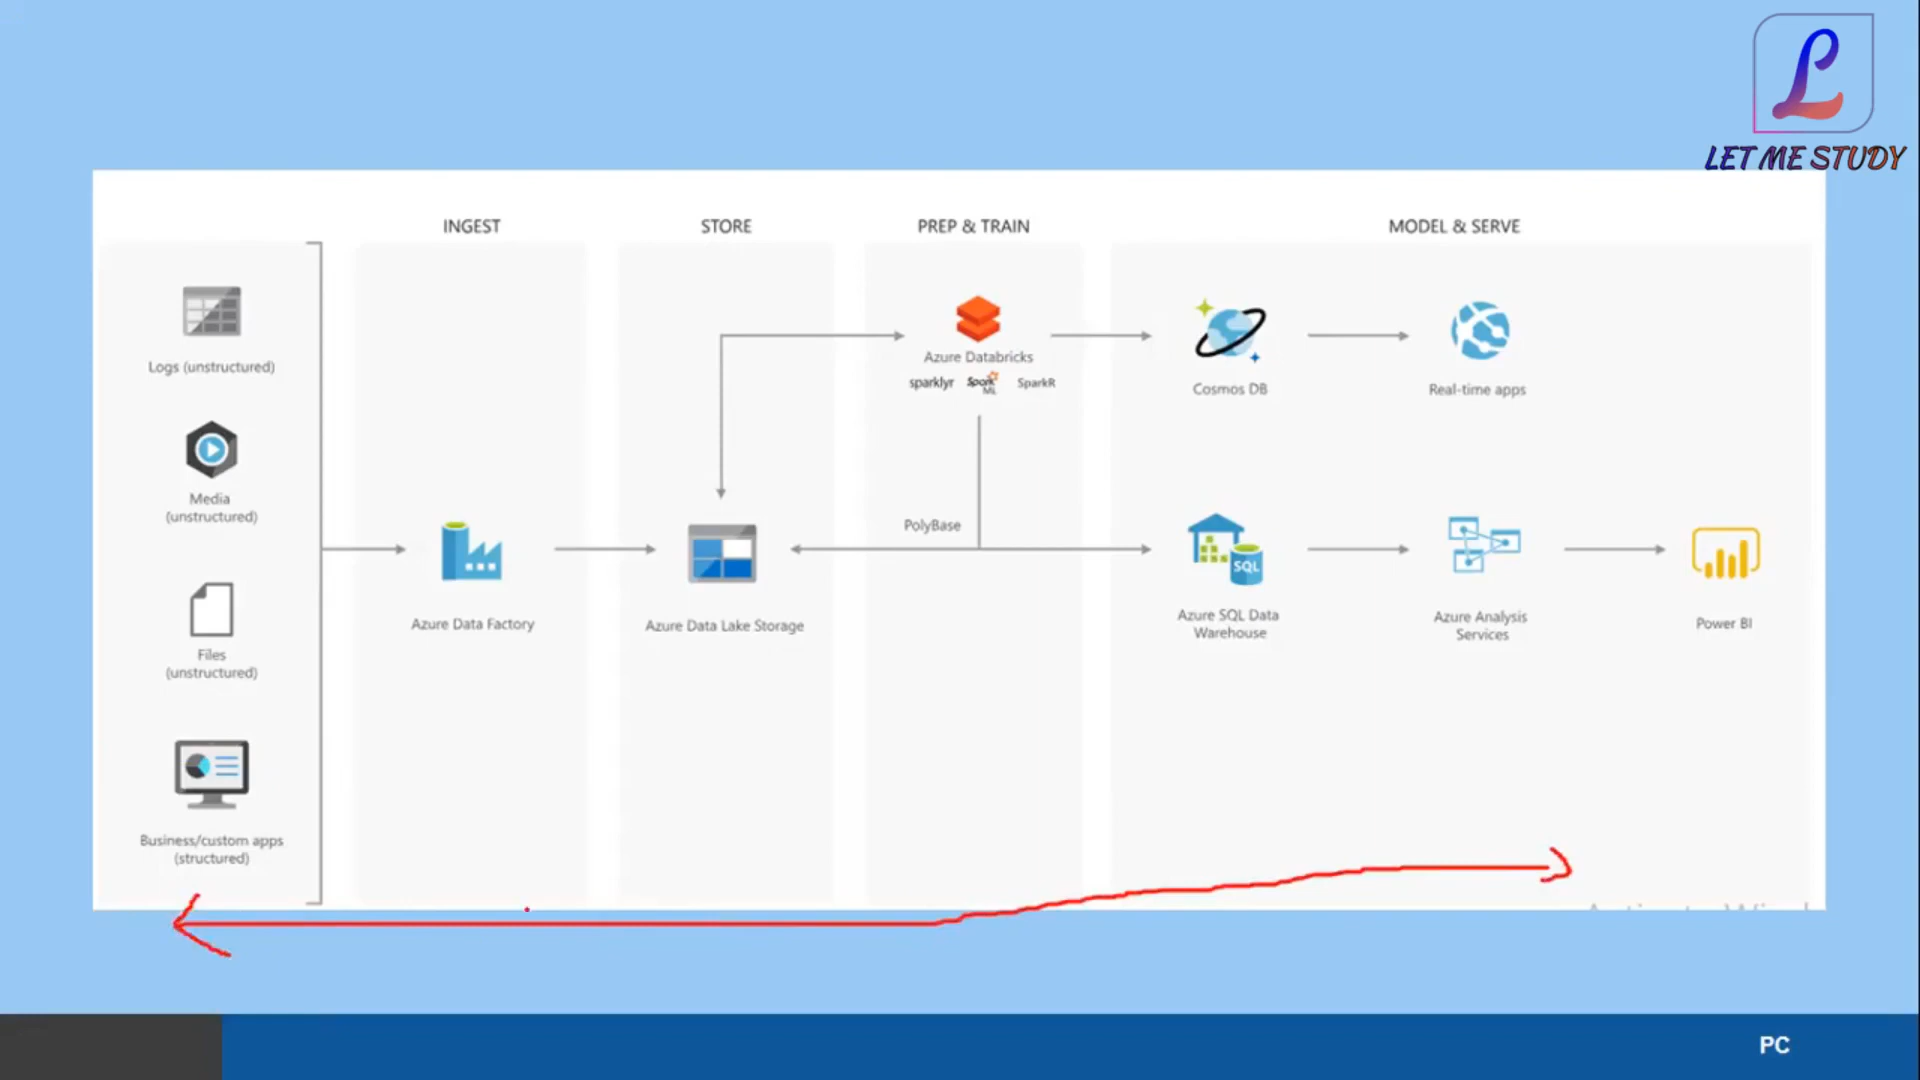 L
LET ME STUDY
INGEST
STORE
PREP & TRAIN
MODEL & SERVE
Logs (unstructured)
Media
(unstructured)
Files
(unstructured)
Business/custom apps
(structured)
Azure Data Factory
Azure Data Lake Storage
Azure Databricks
sparklyr
Spark
ML
SparkR
PolyBase
Cosmos DB
Real-time apps
SQL
Azure SQL Data
Warehouse
Azure Analysis
Services
Power BI
PC